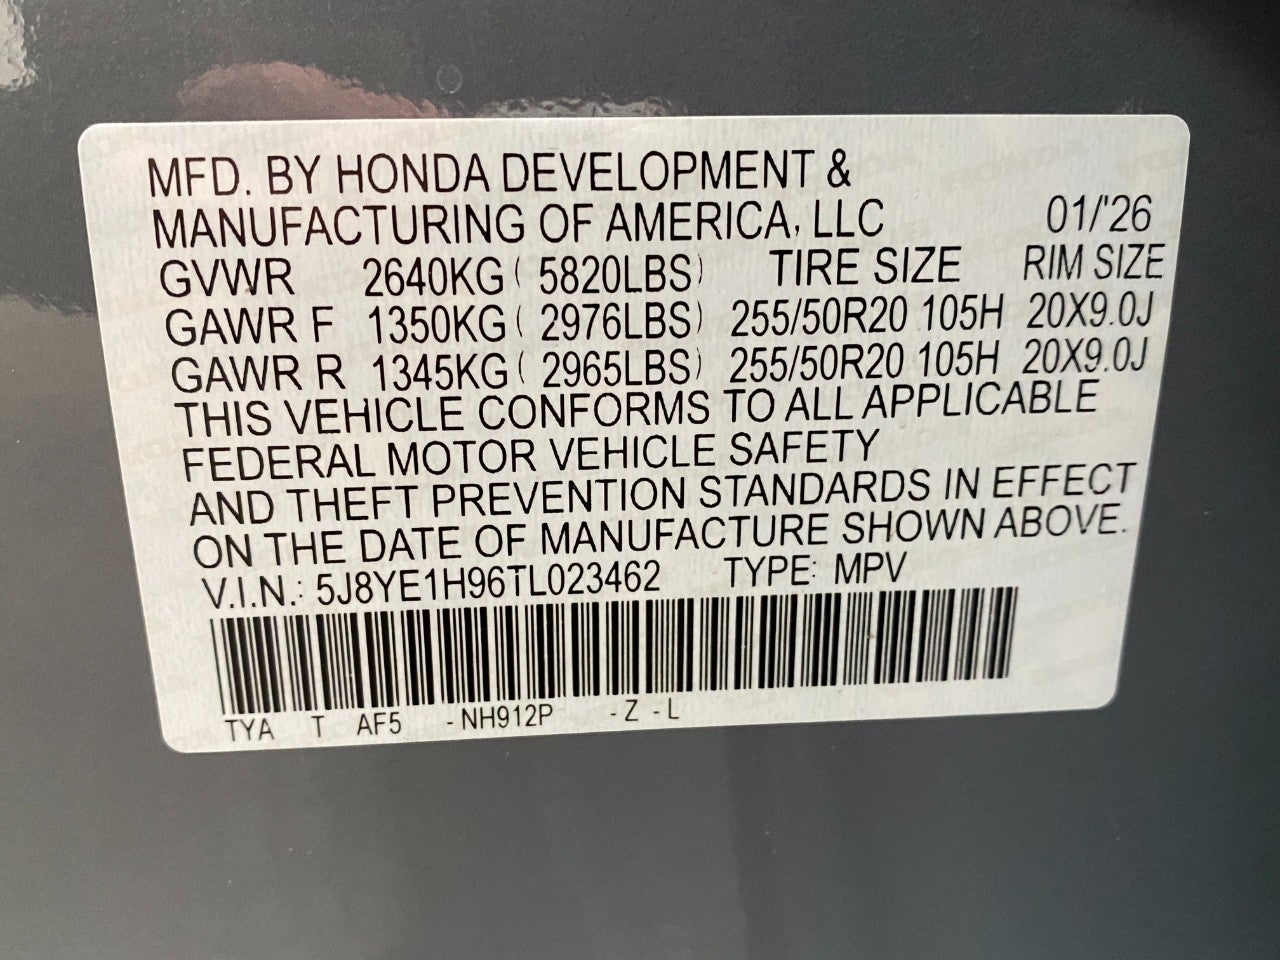 MFD. BY HONDA DEVELOPMENT &
MANUFACTURING OF AMERICA, LLC 01/'26
GVWR 2640KG ( 5820LBS) TIRE SIZE RIM SIZE
GAWR F 1350KG ( 2976LBS) 255/50R20 105H 20X9.0J
GAWR R 1345KG ( 2965LBS) 255/50R20 105H 20X9.0J
THIS VEHICLE CONFORMS TO ALL APPLICABLE
FEDERAL MOTOR VEHICLE SAFETY
AND THEFT PREVENTION STANDARDS IN EFFECT
ON THE DATE OF MANUFACTURE SHOWN ABOVE.
V.I.N.: 5J8YE1H96TL023462 TYPE: MPV
TYA T AF5 - NH912P - Z - L